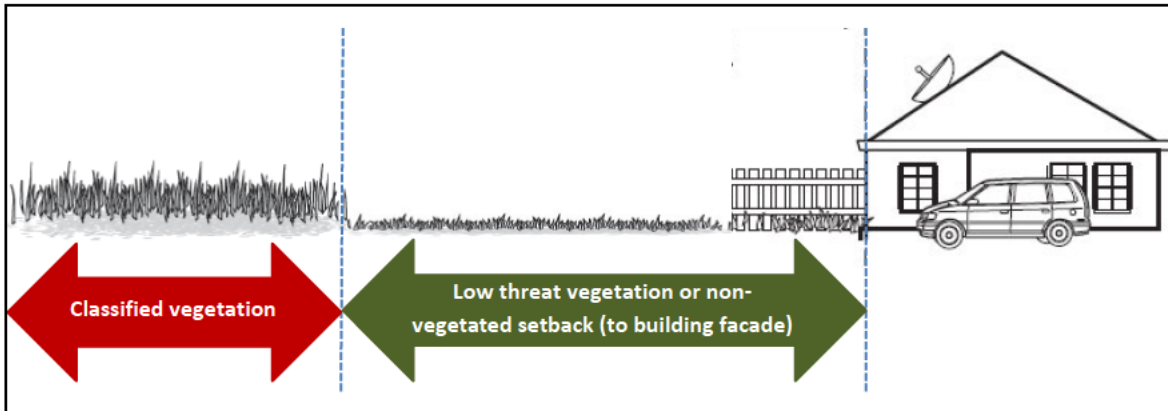 Classified vegetation
Low threat vegetation or non-
vegetated setback (to building facade)